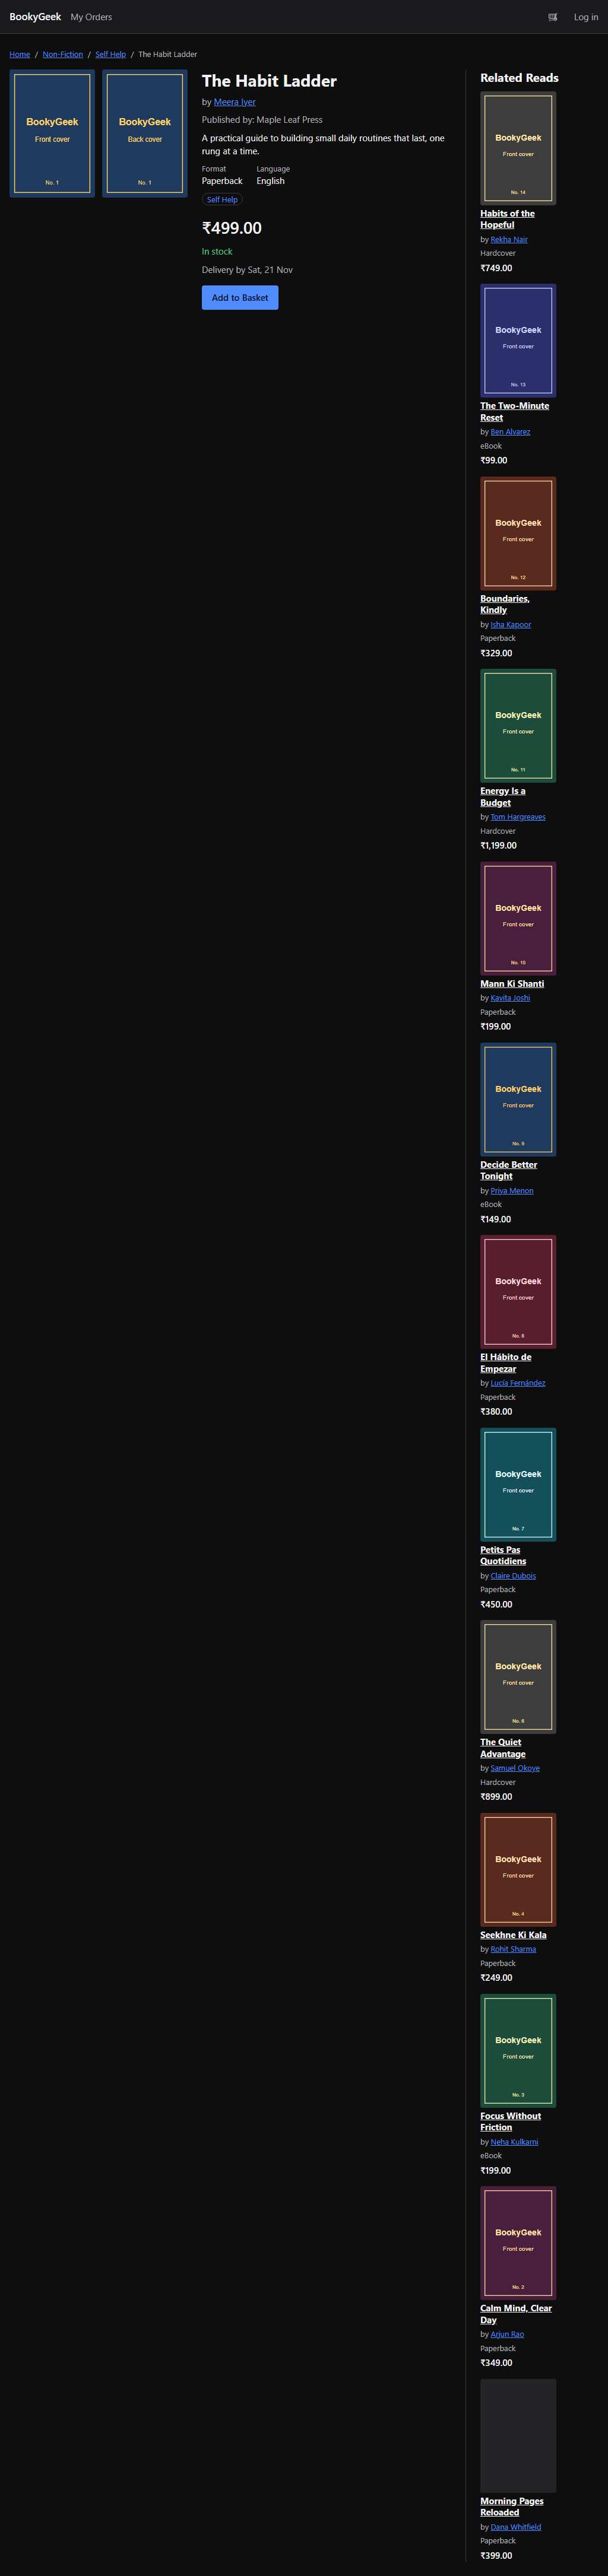 BookyGeek My Orders Log in
Home / Non-Fiction / Self Help / The Habit Ladder
BookyGeek
Front cover
No. 1
BookyGeek
Back cover
No. 1
The Habit Ladder
by Meera Iyer
Published by: Maple Leaf Press
A practical guide to building small daily routines that last, one
rung at a time.
Format Language
Paperback English
Self Help
₹499.00
In stock
Delivery by Sat, 21 Nov
Add to Basket
Related Reads
BookyGeek
Front cover
No. 14
Habits of the
Hopeful
by Rekha Nair
Hardcover
₹749.00
BookyGeek
Front cover
No. 13
The Two-Minute
Reset
by Ben Alvarez
eBook
₹99.00
BookyGeek
Front cover
No. 12
Boundaries,
Kindly
by Isha Kapoor
Paperback
₹329.00
BookyGeek
Front cover
No. 11
Energy Is a
Budget
by Tom Hargreaves
Hardcover
₹1,199.00
BookyGeek
Front cover
No. 10
Mann Ki Shanti
by Kavita Joshi
Paperback
₹199.00
BookyGeek
Front cover
No. 9
Decide Better
Tonight
by Priya Menon
eBook
₹149.00
BookyGeek
Front cover
No. 8
El Hábito de
Empezar
by Lucía Fernández
Paperback
₹380.00
BookyGeek
Front cover
No. 7
Petits Pas
Quotidiens
by Claire Dubois
Paperback
₹450.00
BookyGeek
Front cover
No. 6
The Quiet
Advantage
by Samuel Okoye
Hardcover
₹899.00
BookyGeek
Front cover
No. 4
Seekhne Ki Kala
by Rohit Sharma
Paperback
₹249.00
BookyGeek
Front cover
No. 3
Focus Without
Friction
by Neha Kulkarni
eBook
₹199.00
BookyGeek
Front cover
No. 2
Calm Mind, Clear
Day
by Arjun Rao
Paperback
₹349.00
Morning Pages
Reloaded
by Dana Whitfield
Paperback
₹399.00